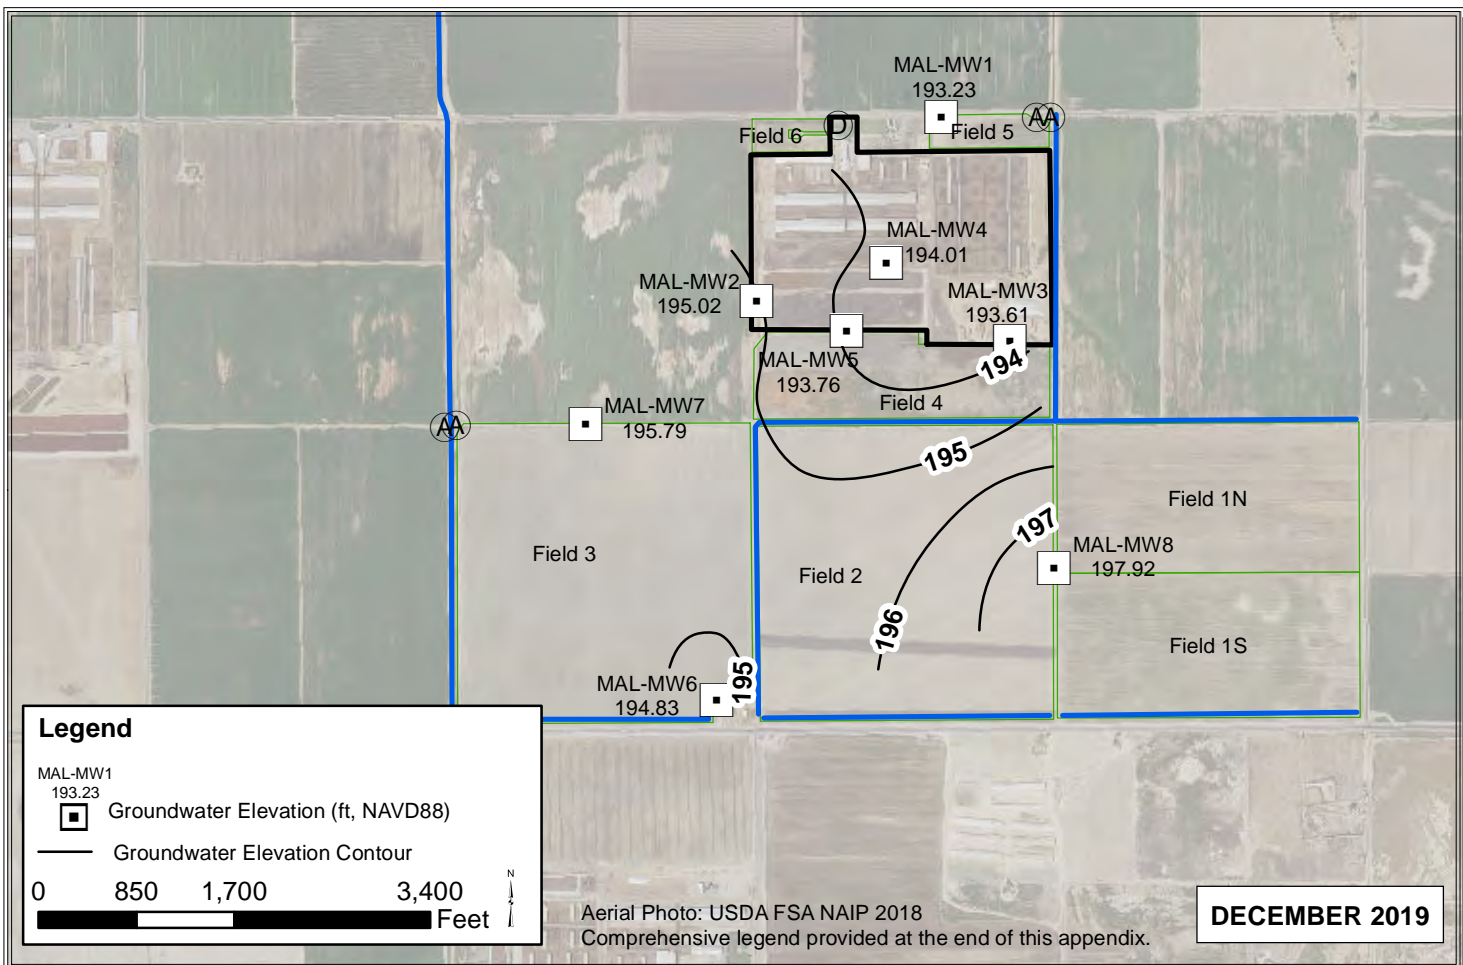 MAL-MW1
193.23
AA
D
Field 6
Field 5
MAL-MW4
194.01
MAL-MW2
195.02
MAL-MW3
193.61
MAL-MW5
193.76
194
Field 4
MAL-MW7
195.79
AA
195
Field 1N
197
MAL-MW8
197.92
Field 3
Field 2
196
Field 1S
MAL-MW6
194.83
195
Legend
MAL-MW1
193.23
Groundwater Elevation (ft, NAVD88)
Groundwater Elevation Contour
0 850 1,700 3,400
Feet
N
Aerial Photo: USDA FSA NAIP 2018
Comprehensive legend provided at the end of this appendix.
DECEMBER 2019